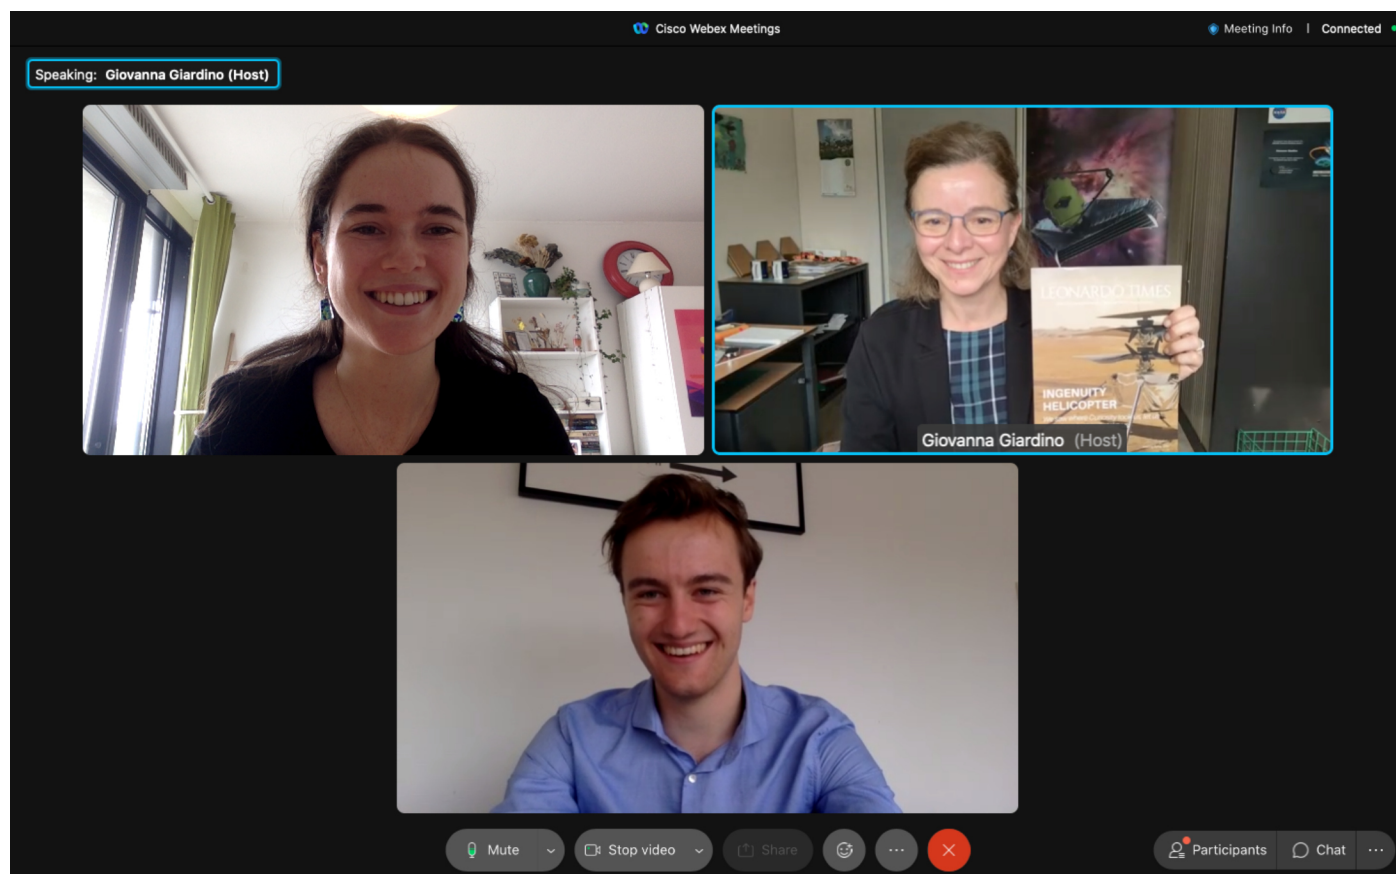 Cisco Webex Meetings
Meeting Info | Connected
Speaking: Giovanna Giardino (Host)
LEONARDO TIMES
INGENUITY
HELICOPTER
Giovanna Giardino (Host)
Mute
Stop video
Share
Participants
Chat